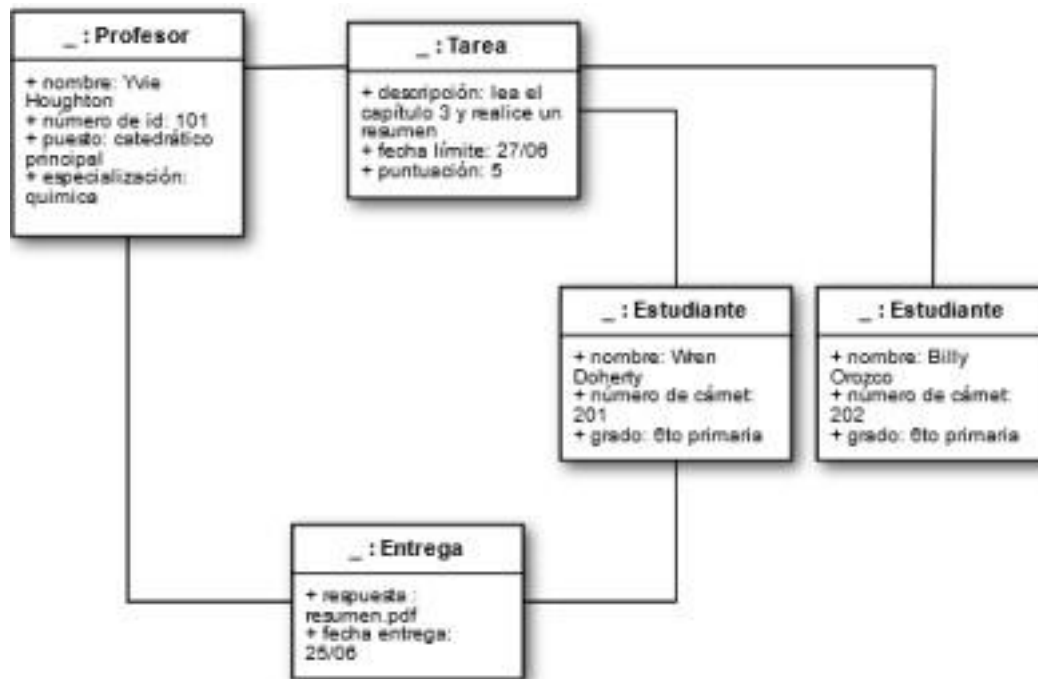 _ : Profesor
+ nombre: Yvie
Houghton
+ número de id: 101
+ puesto: catedrático
principal
+ especialización:
química
_ : Tarea
+ descripción: lea el
capítulo 3 y realice un
resumen
+ fecha límite: 27/06
+ puntuación: 5
_ : Estudiante
+ nombre: Wren
Doherty
+ número de cárnet:
201
+ grado: 6to primaria
_ : Estudiante
+ nombre: Billy
Orozco
+ número de cárnet:
202
+ grado: 6to primaria
_ : Entrega
+ respuesta :
resumen.pdf
+ fecha entrega:
25/06